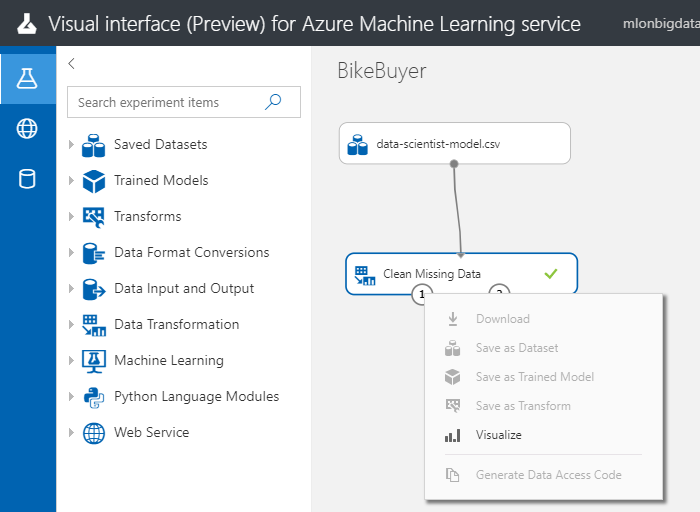 Visual interface (Preview) for Azure Machine Learning service
mlonbigdata
BikeBuyer
Search experiment items
Saved Datasets
Trained Models
Transforms
Data Format Conversions
Data Input and Output
Data Transformation
Machine Learning
Python Language Modules
Web Service
data-scientist-model.csv
Clean Missing Data
1
Download
Save as Dataset
Save as Trained Model
Save as Transform
Visualize
Generate Data Access Code